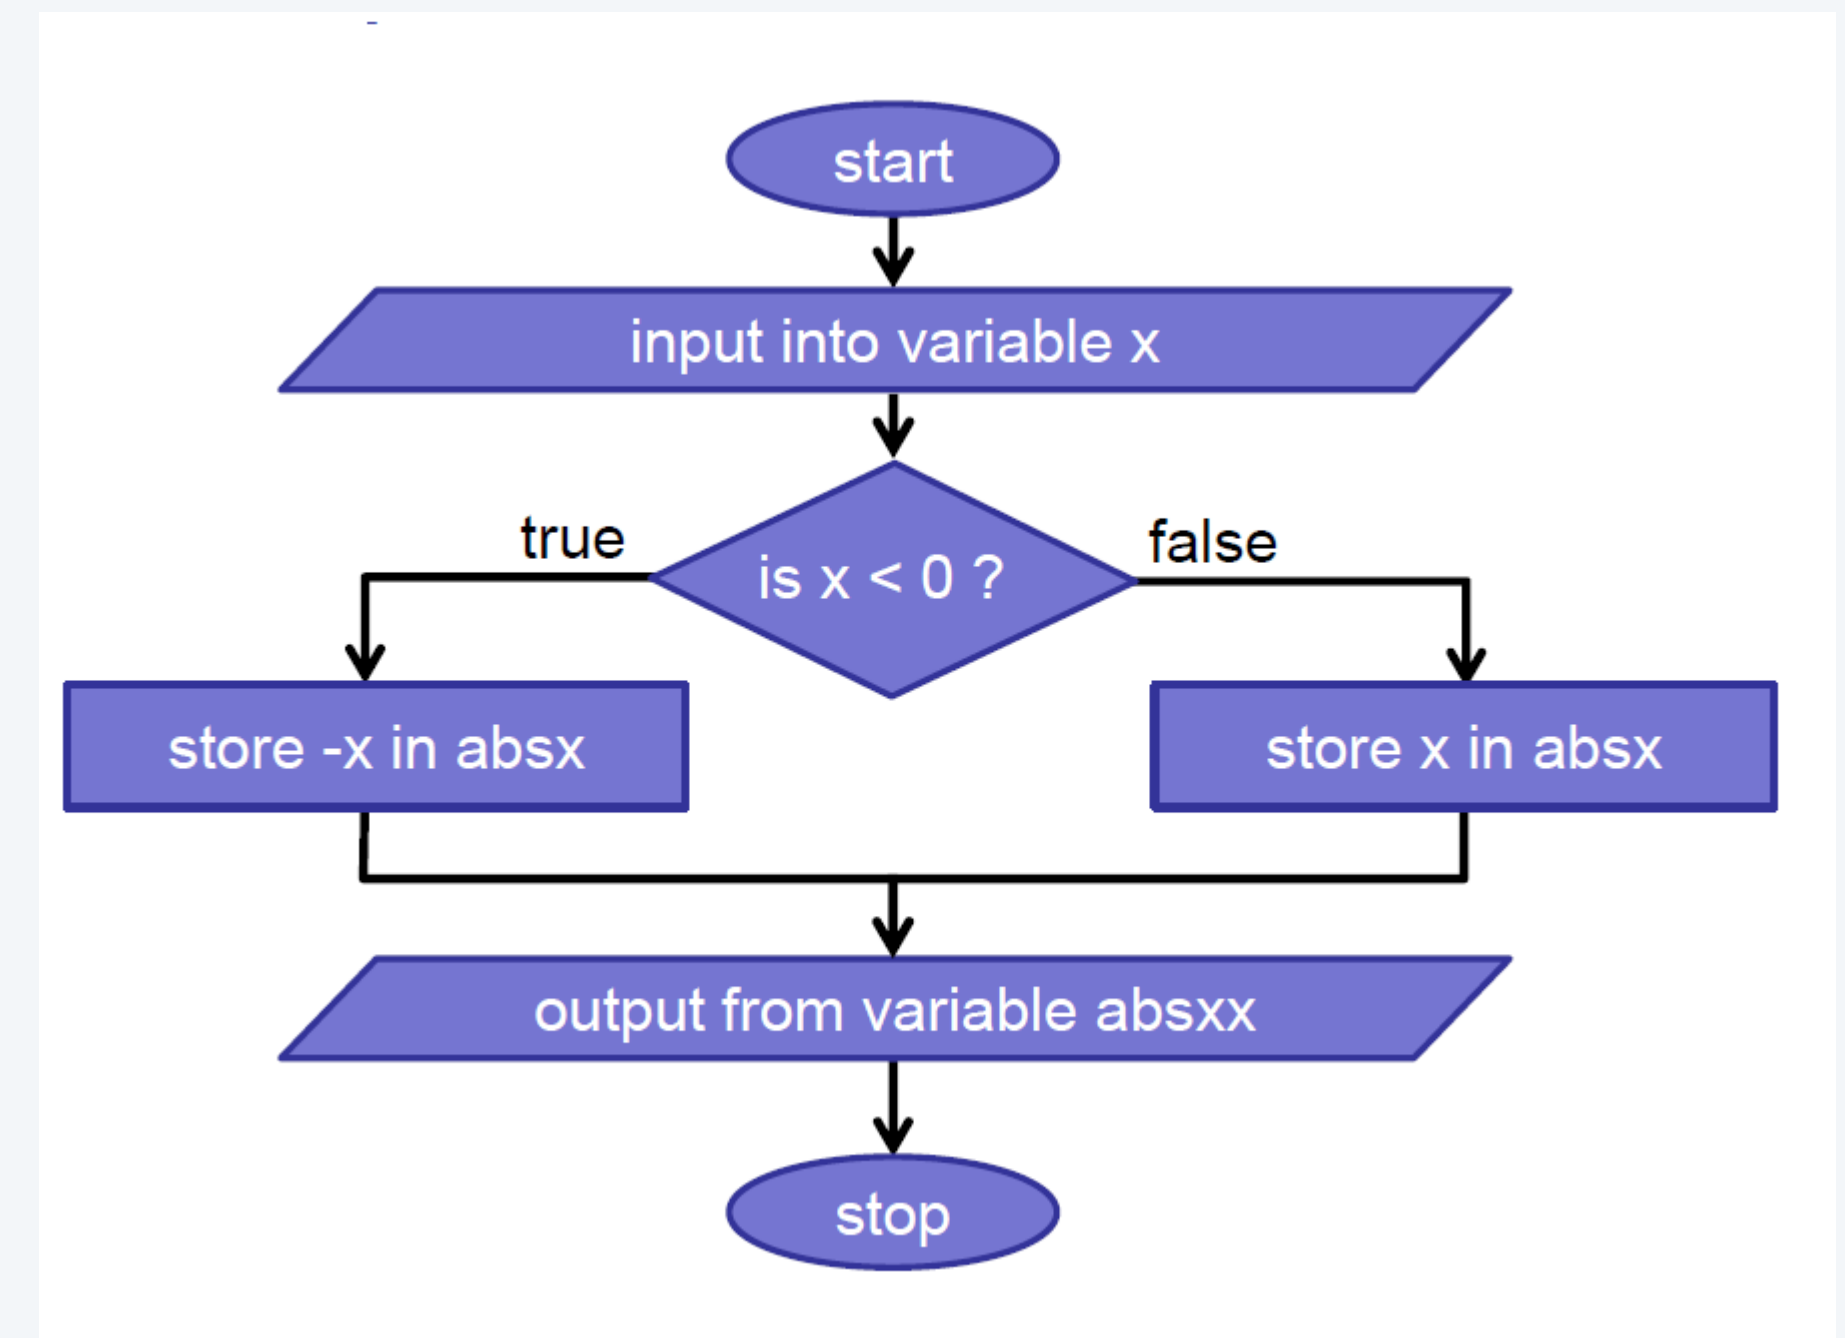 start
input into variable x
true
is x < 0 ?
false
store -x in absx
store x in absx
output from variable absxx
stop